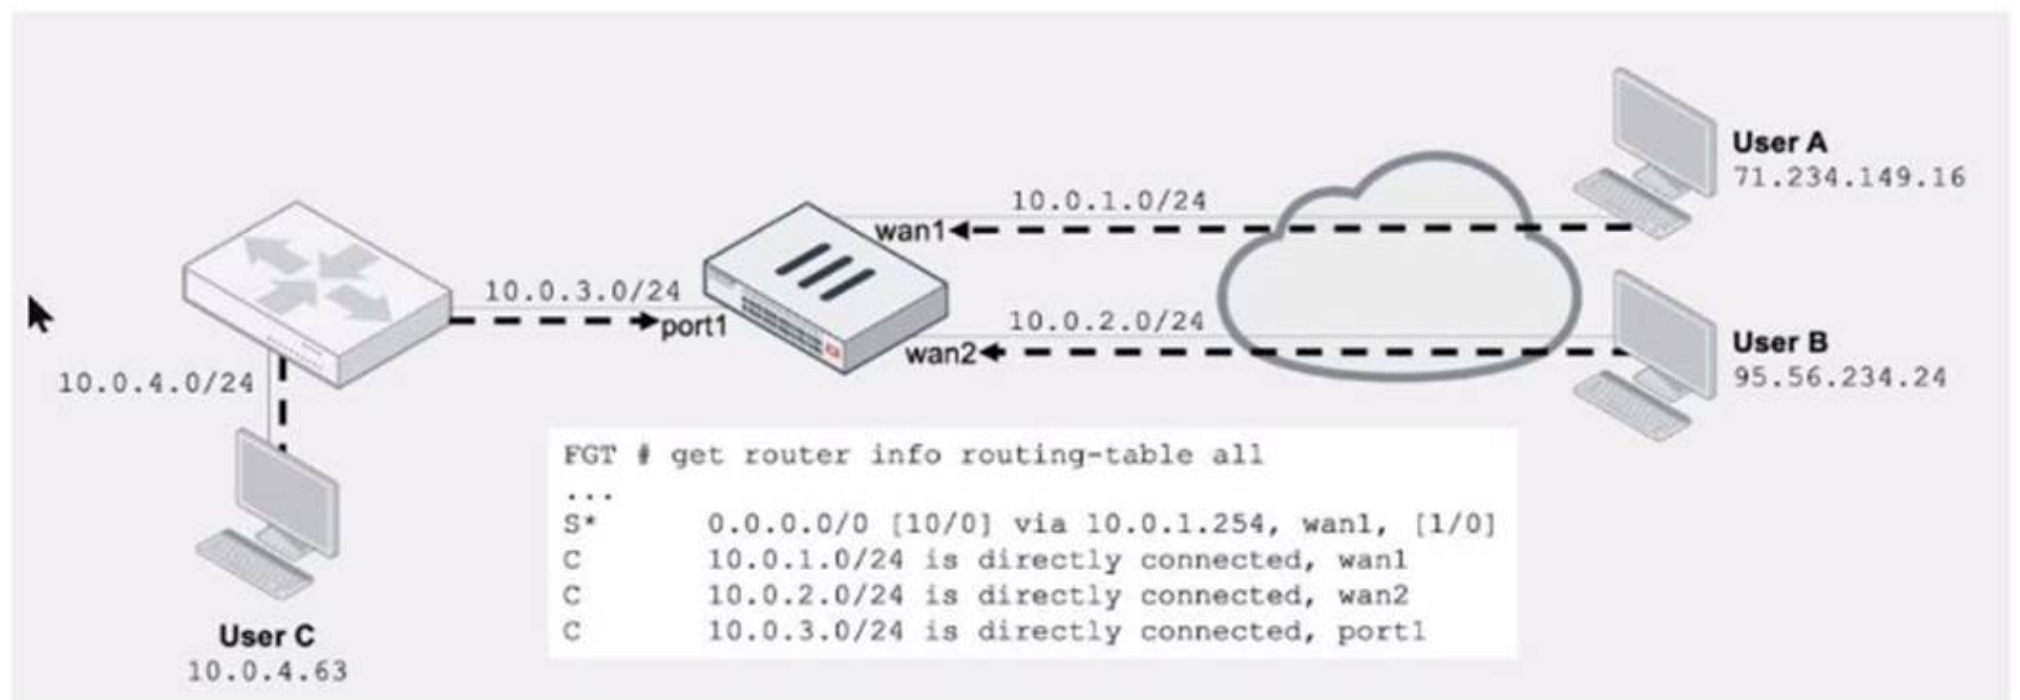 User A
71.234.149.16
10.0.1.0/24
wan1
10.0.3.0/24
port1
10.0.2.0/24
wan2
User B
95.56.234.24
10.0.4.0/24
User C
10.0.4.63
FGT # get router info routing-table all
...
S* 0.0.0.0/0 [10/0] via 10.0.1.254, wan1, [1/0]
C 10.0.1.0/24 is directly connected, wan1
C 10.0.2.0/24 is directly connected, wan2
C 10.0.3.0/24 is directly connected, port1